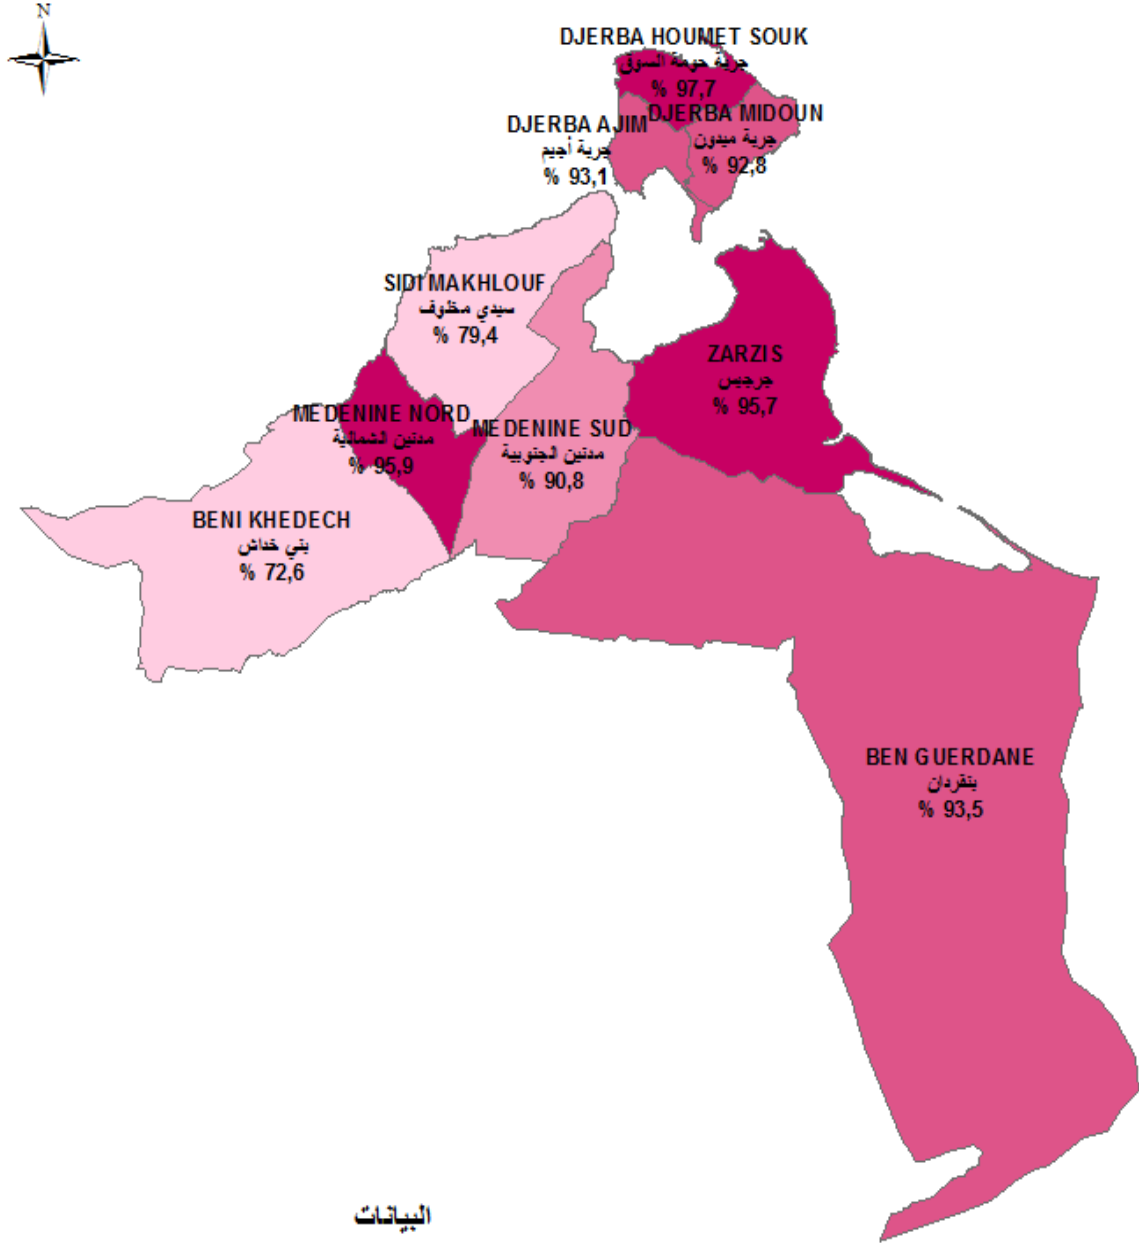 N
DJERBA HOUMET SOUK
جربة حومة السوق
% 97,7
DJERBA MIDOUN
جربة ميدون
% 92,8
DJERBA AJIM
جربة أجيم
% 93,1
SIDI MAKHLOUF
سيدي مخلوف
% 79,4
ZARZIS
جرجيس
% 95,7
MEDENINE NORD
مدنين الشمالية
% 95,9
MEDENINE SUD
مدنين الجنوبية
% 90,8
BENI KHEDECH
بني خداش
% 72,6
BEN GUERDANE
بنقردان
% 93,5
البيانات